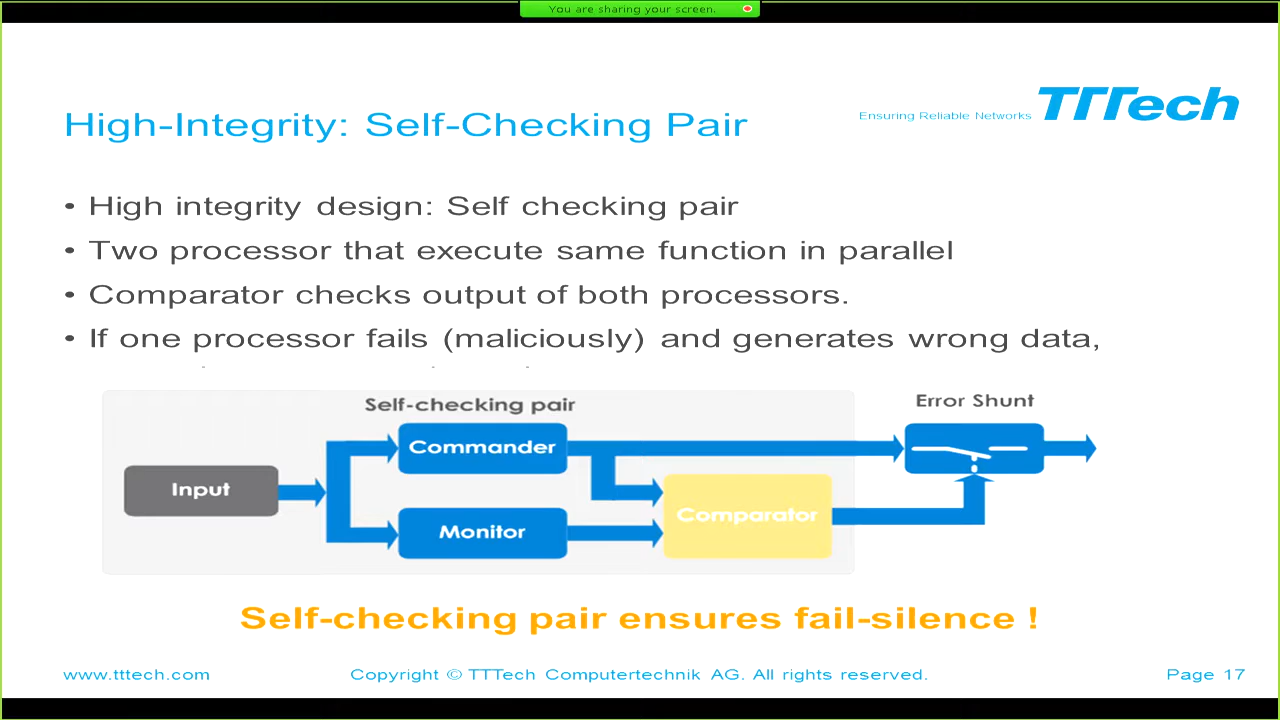 You are sharing your screen.
Ensuring Reliable Networks TTTech
High-Integrity: Self-Checking Pair
• High integrity design: Self checking pair
• Two processor that execute same function in parallel
• Comparator checks output of both processors.
• If one processor fails (maliciously) and generates wrong data,
Self-checking pair
Error Shunt
Commander
Input
Comparator
Monitor
Self-checking pair ensures fail-silence !
www.tttech.com Copyright © TTTech Computertechnik AG. All rights reserved. Page 17